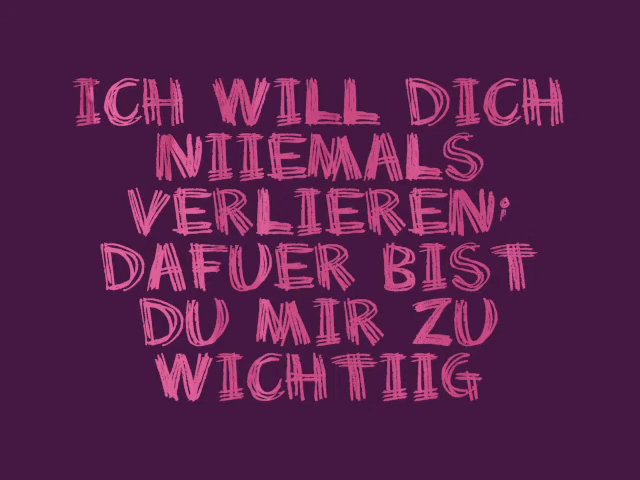 ICH WILL DICH
NIIEMALS
VERLIEREN;
DAFUER BIST
DU MIR ZU
WICHTIIG